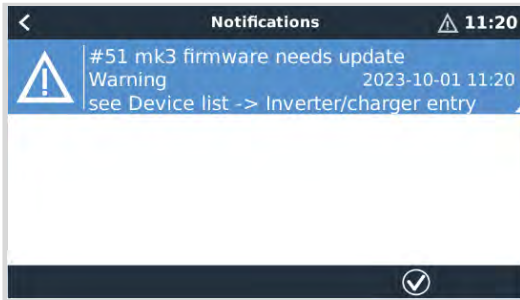 Notifications
11:20
#51 mk3 firmware needs update
Warning
2023-10-01 11:20
see Device list -> Inverter/charger entry